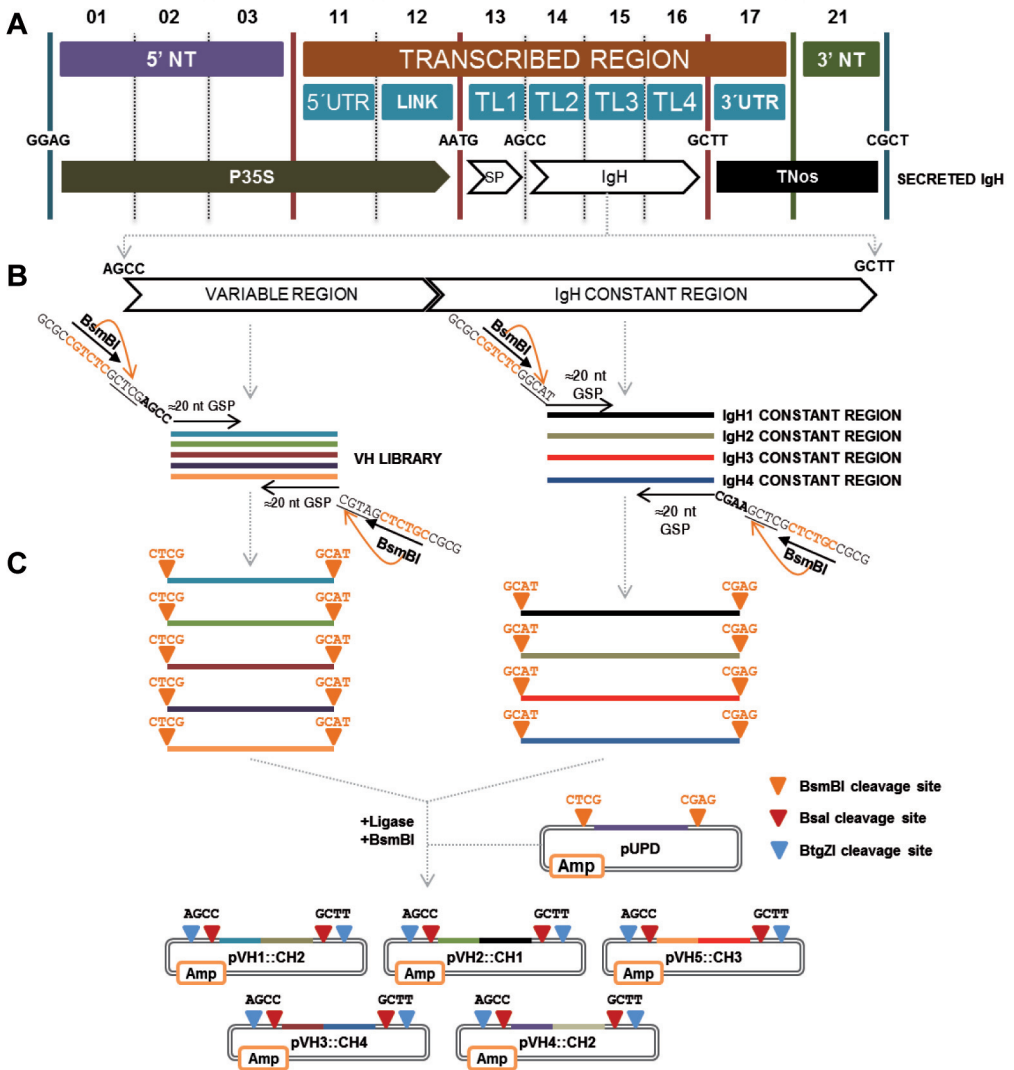 A
01 02 03 11 12 13 14 15 16 17 21
5' NT TRANSCRIBED REGION 3' NT
5´UTR LINK TL1 TL2 TL3 TL4 3´UTR
GGAG AATG AGCC GCTT CGCT
P35S SP IgH TNos SECRETED IgH
B
AGCC GCTT
VARIABLE REGION IgH CONSTANT REGION
BsmBI BsmBI
GCGCCGTCTCGCTCGAGCC GCGCCGTCTCGGCAT
≈20 nt GSP ≈20 nt
GSP
IgH1 CONSTANT REGION
IgH2 CONSTANT REGION
VH LIBRARY IgH3 CONSTANT REGION
IgH4 CONSTANT REGION
≈20 nt GSP ≈20 nt
GSP
CGTAGCTCTGCCGCG CGAAGCTCGCTCTGCCGCG
BsmBI BsmBI
C
CTCG GCAT GCAT CGAG
CTCG GCAT GCAT CGAG
CTCG GCAT GCAT CGAG
CTCG GCAT GCAT CGAG
CTCG GCAT
+Ligase
+BsmBI
CTCG CGAG
pUPD
Amp
BsmBI cleavage site
BsaI cleavage site
BtgZI cleavage site
AGCC GCTT AGCC GCTT AGCC GCTT
pVH1::CH2 pVH2::CH1 pVH5::CH3
Amp Amp Amp
AGCC GCTT AGCC GCTT
pVH3::CH4 pVH4::CH2
Amp Amp